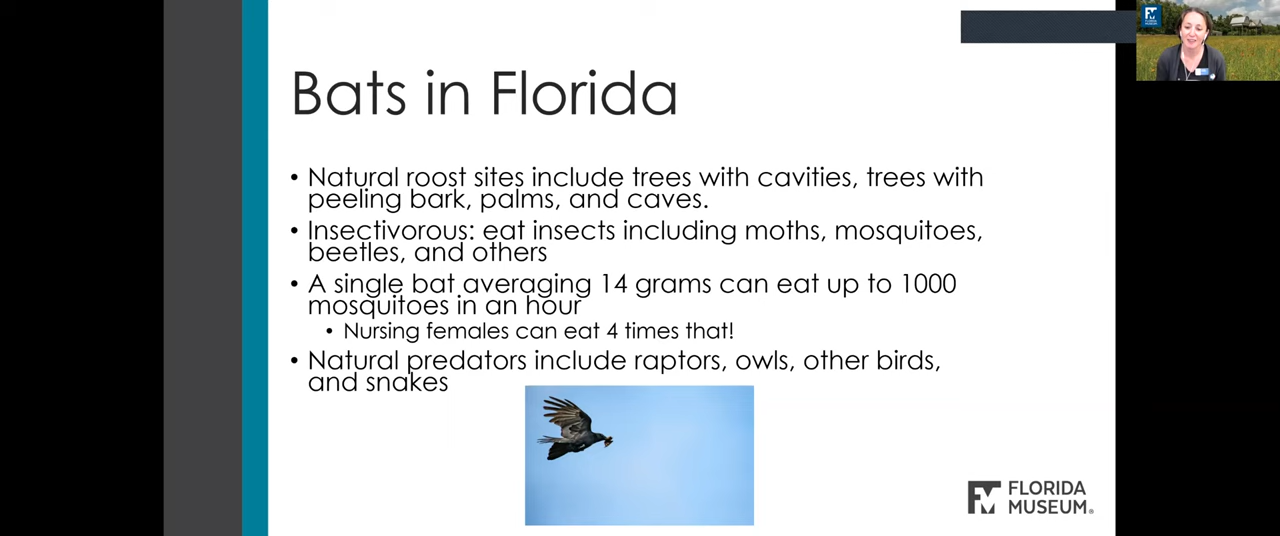 Bats in Florida
• Natural roost sites include trees with cavities, trees with
peeling bark, palms, and caves.
• Insectivorous: eat insects including moths, mosquitoes,
beetles, and others
• A single bat averaging 14 grams can eat up to 1000
mosquitoes in an hour
• Nursing females can eat 4 times that!
• Natural predators include raptors, owls, other birds,
and snakes
FLORIDA
MUSEUM®